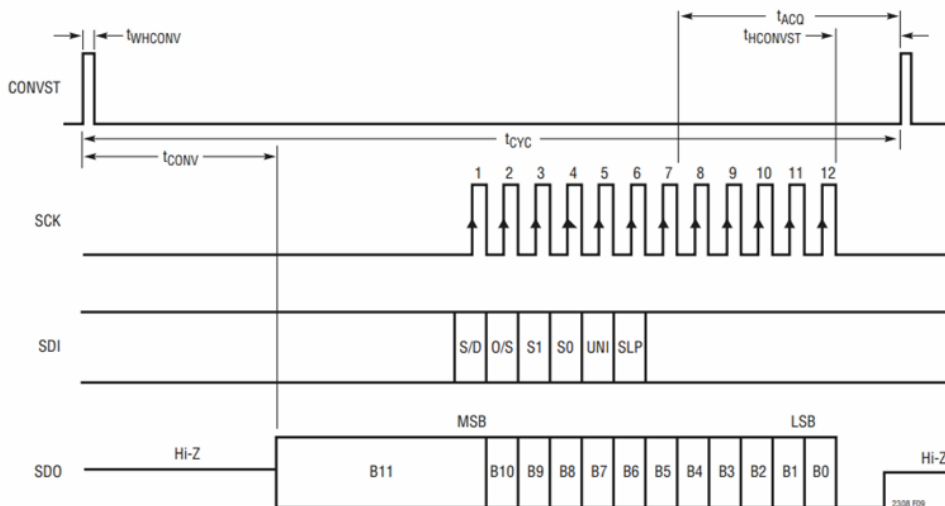 tACQ
tWHCONV
tHCONVST
CONVST
tCYC
tCONV
1 2 3 4 5 6 7 8 9 10 11 12
SCK
SDI
S/D O/S S1 S0 UNI SLP
MSB LSB
Hi-Z Hi-Z
SDO
B11 B10 B9 B8 B7 B6 B5 B4 B3 B2 B1 B0
2308 F09